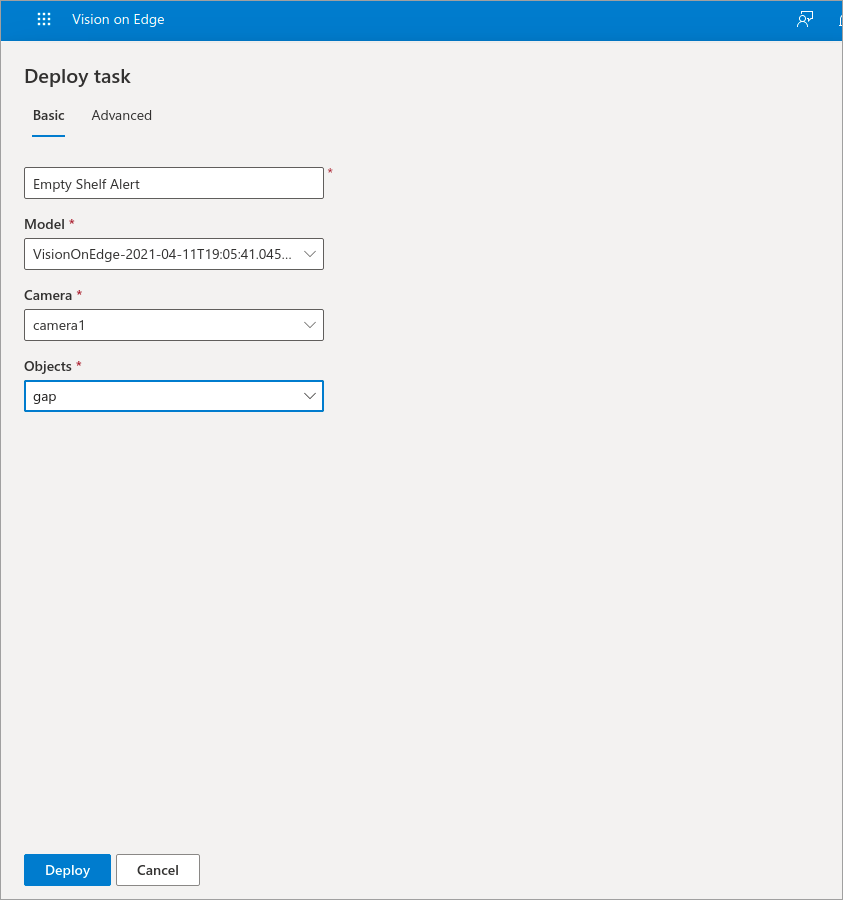 Vision on Edge
Deploy task
Basic Advanced
Empty Shelf Alert *
Model *
VisionOnEdge-2021-04-11T19:05:41.045...
Camera *
camera1
Objects *
gap
Deploy Cancel